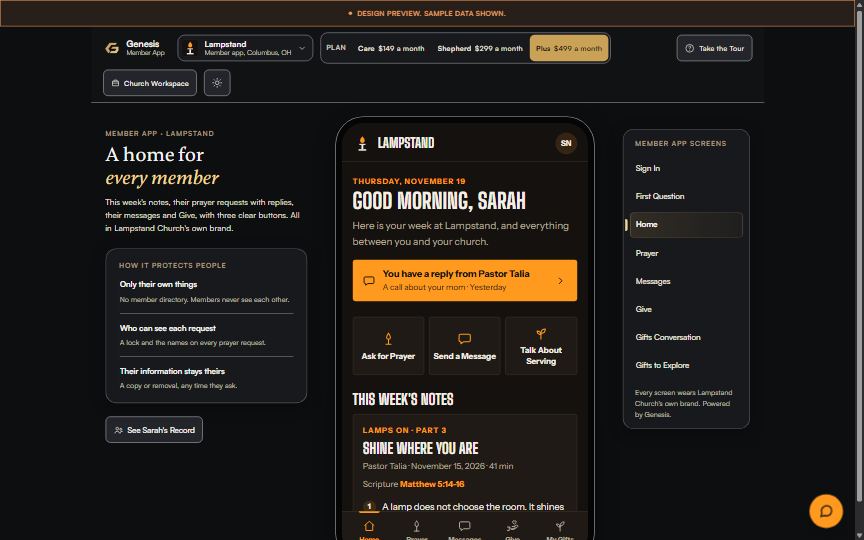 DESIGN PREVIEW. SAMPLE DATA SHOWN.
Genesis
Member App
Lampstand
Member app, Columbus, OH
PLAN
Care $149 a month
Shepherd $299 a month
Plus $499 a month
Take the Tour
Church Workspace
MEMBER APP · LAMPSTAND
A home for
every member
This week's notes, their prayer requests with replies,
their messages and Give, with three clear buttons. All
in Lampstand Church's own brand.
HOW IT PROTECTS PEOPLE
Only their own things
No member directory. Members never see each other.
Who can see each request
A lock and the names on every prayer request.
Their information stays theirs
A copy or removal, any time they ask.
See Sarah's Record
LAMPSTAND
SN
THURSDAY, NOVEMBER 19
GOOD MORNING, SARAH
Here is your week at Lampstand, and everything
between you and your church.
You have a reply from Pastor Talia
A call about your mom · Yesterday
Ask for Prayer
Send a Message
Talk About
Serving
THIS WEEK'S NOTES
LAMPS ON · PART 3
SHINE WHERE YOU ARE
Pastor Talia · November 15, 2026 · 41 min
Scripture Matthew 5:14-16
1 A lamp does not choose the room. It shines
Home
Prayer
Messages
Give
My Gifts
MEMBER APP SCREENS
Sign In
First Question
Home
Prayer
Messages
Give
Gifts Conversation
Gifts to Explore
Every screen wears Lampstand
Church's own brand. Powered
by Genesis.